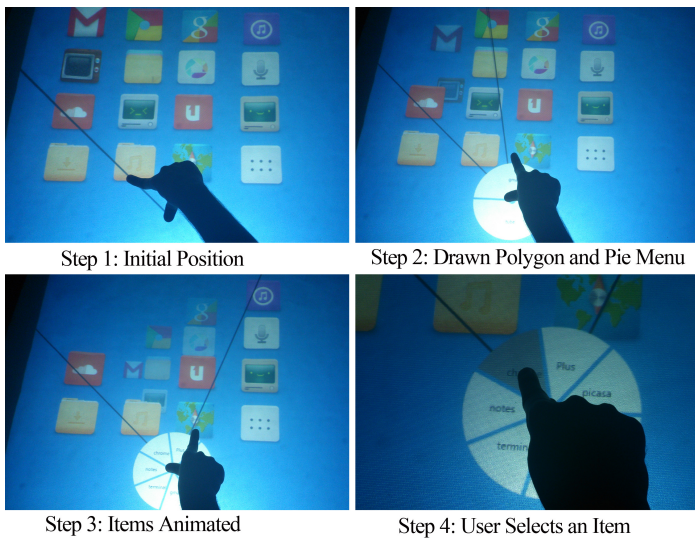 Step 1: Initial Position
Step 2: Drawn Polygon and Pie Menu
Step 3: Items Animated
Plus
picasa
notes
Step 4: User Selects an Item